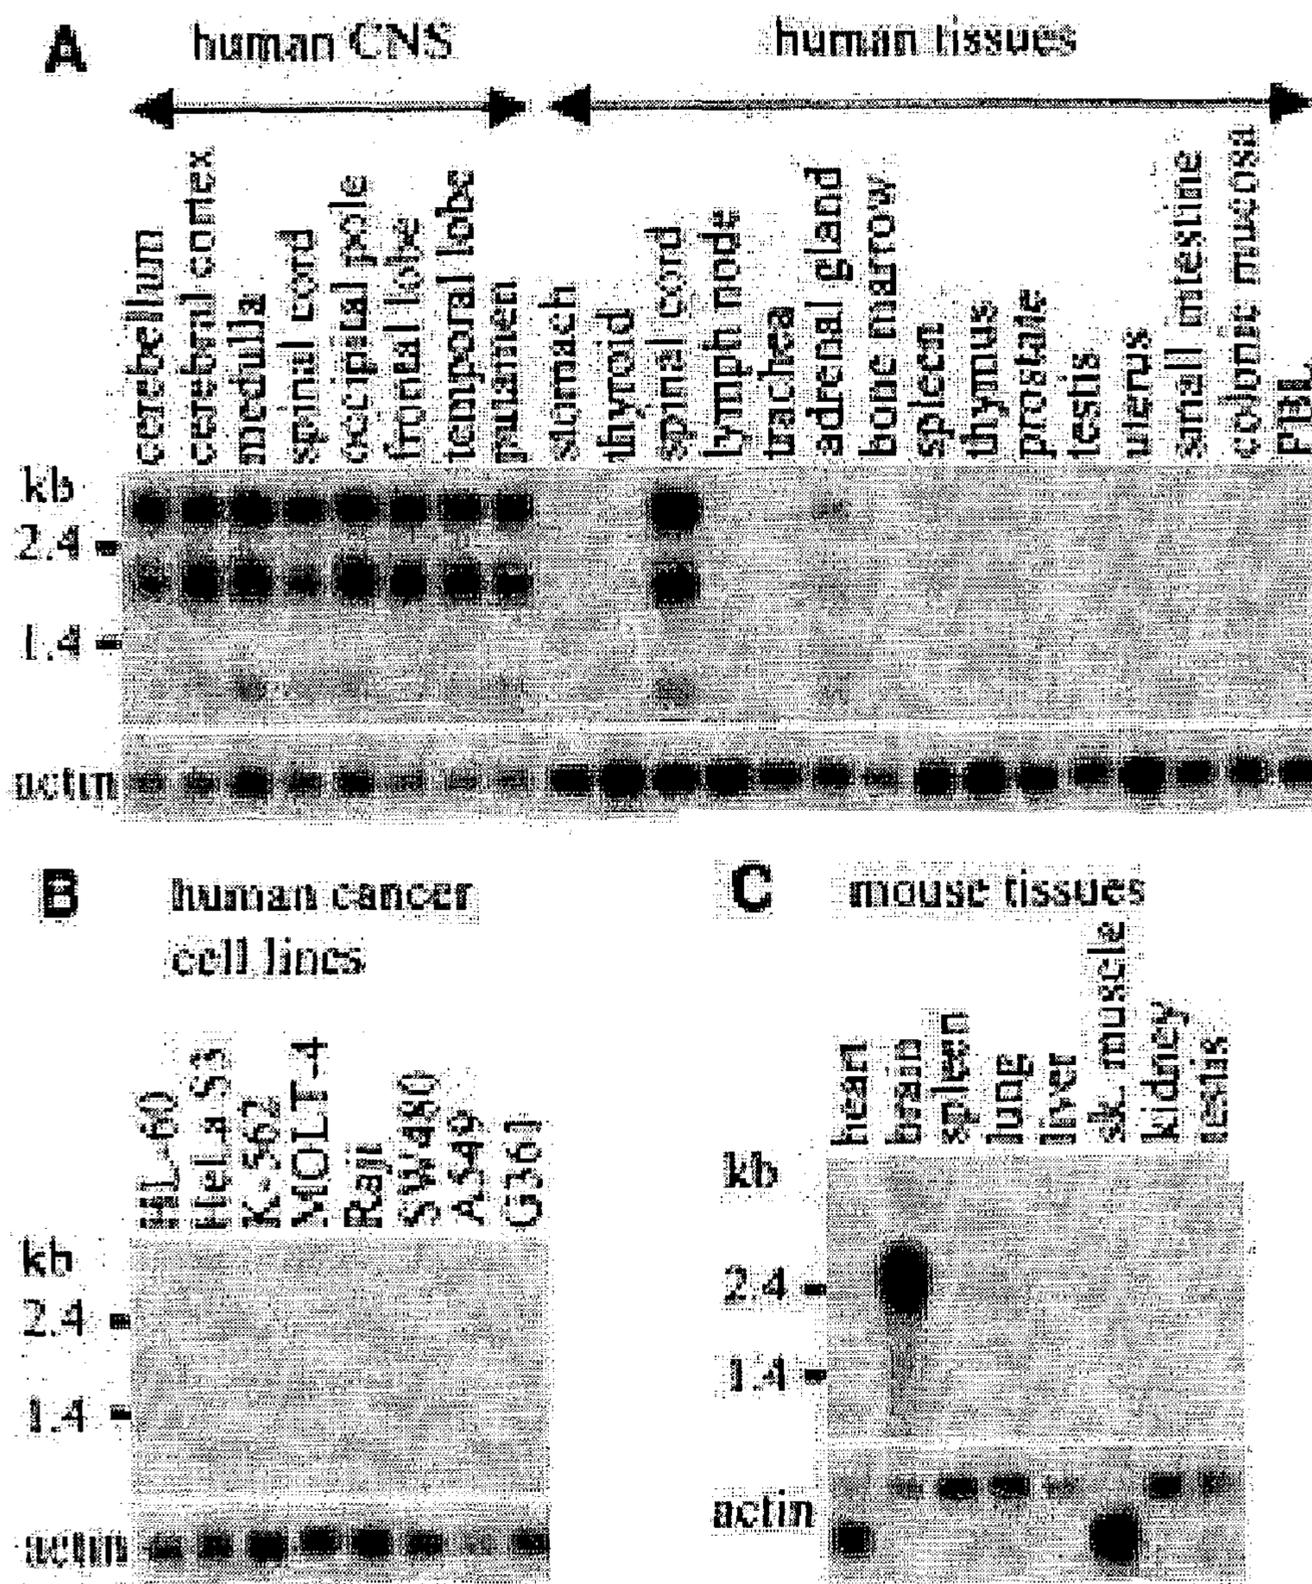 A
human CNS
human tissues
cerebellum
cerebral cortex
medulla
spinal cord
occipital pole
frontal lobe
temporal lobe
putamen
stomach
thyroid
spinal cord
lymph node
trachea
adrenal gland
bone marrow
spleen
thymus
prostate
testis
uterus
small intestine
colonic mucosa
PBL
kb
2.4
1.4
actin
B
human cancer
cell lines
HL-60
HeLa S3
K-562
MOLT-4
Raji
SW480
A549
G361
kb
2.4
1.4
actin
C
mouse tissues
heart
brain
spleen
lung
liver
sk. muscle
kidney
testis
kb
2.4
1.4
actin